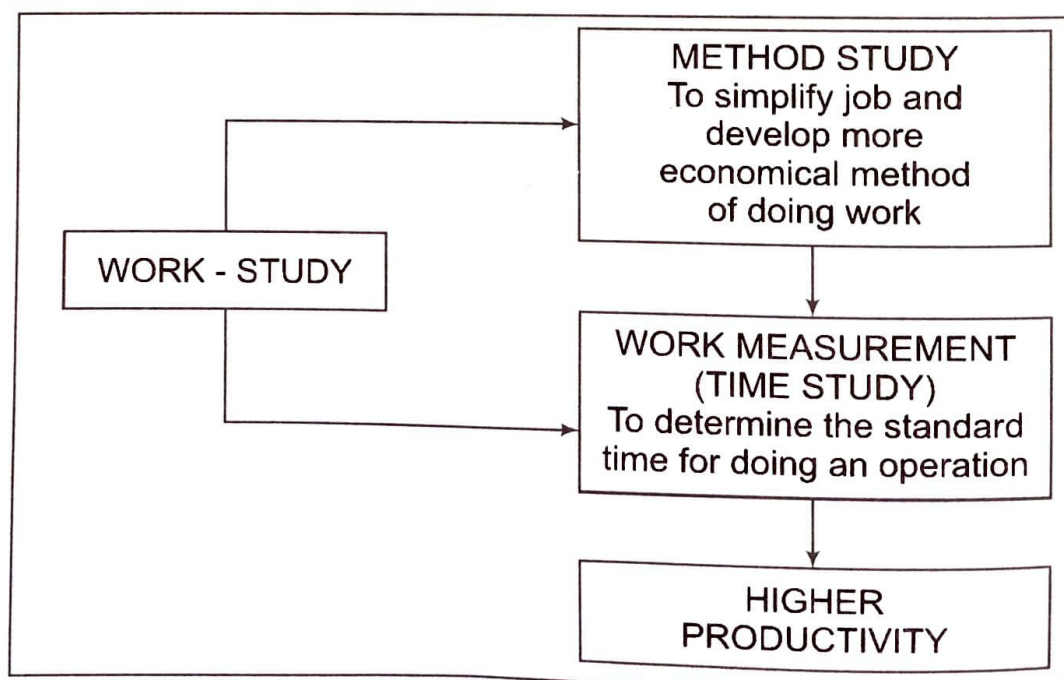 METHOD STUDY
To simplify job and
develop more
economical method
of doing work
WORK - STUDY
WORK MEASUREMENT
(TIME STUDY)
To determine the standard
time for doing an operation
HIGHER
PRODUCTIVITY